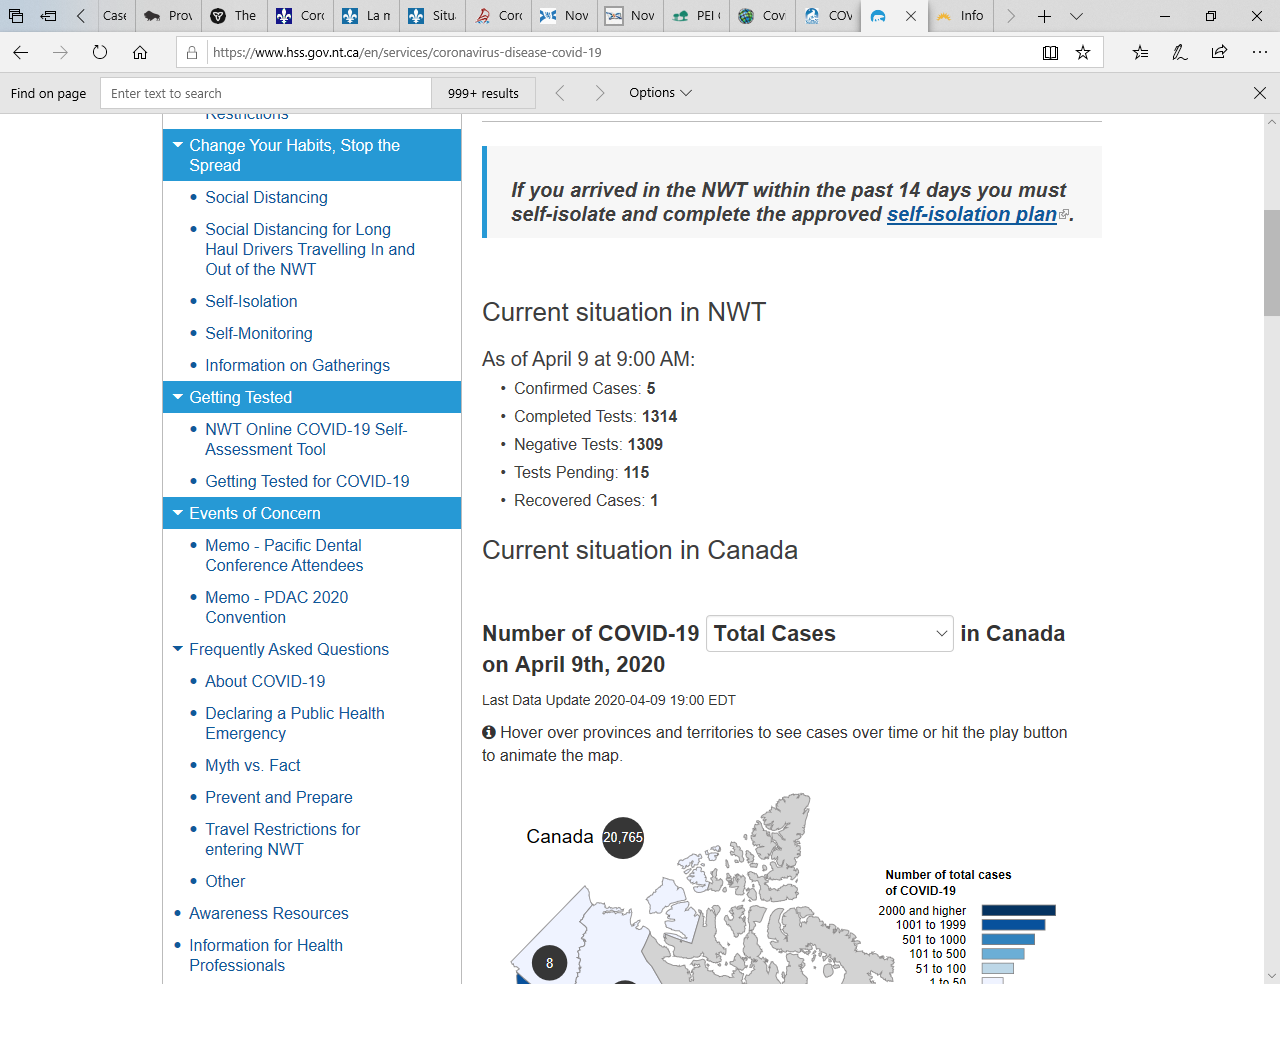 Case
Prov
The
Corc
La n
Situ
Corc
Nov
Nov
PEI
Cov
COV
Info
https://www.hss.gov.nt.ca/en/services/coronavirus-disease-covid-19
Find on page
Enter text to search
999+ results
Options
Restrictions
Change Your Habits, Stop the
Spread
• Social Distancing
• Social Distancing for Long
Haul Drivers Travelling In and
Out of the NWT
• Self-Isolation
• Self-Monitoring
• Information on Gatherings
Getting Tested
• NWT Online COVID-19 Self-
Assessment Tool
• Getting Tested for COVID-19
Events of Concern
• Memo - Pacific Dental
Conference Attendees
• Memo - PDAC 2020
Convention
Frequently Asked Questions
• About COVID-19
• Declaring a Public Health
Emergency
• Myth vs. Fact
• Prevent and Prepare
• Travel Restrictions for
entering NWT
• Other
• Awareness Resources
• Information for Health
Professionals
If you arrived in the NWT within the past 14 days you must
self-isolate and complete the approved self-isolation plan.
Current situation in NWT
As of April 9 at 9:00 AM:
• Confirmed Cases: 5
• Completed Tests: 1314
• Negative Tests: 1309
• Tests Pending: 115
• Recovered Cases: 1
Current situation in Canada
Number of COVID-19 Total Cases in Canada
on April 9th, 2020
Last Data Update 2020-04-09 19:00 EDT
Hover over provinces and territories to see cases over time or hit the play button
to animate the map.
Canada 20,765
8
Number of total cases
of COVID-19
2000 and higher
1001 to 1999
501 to 1000
101 to 500
51 to 100
1 to 50